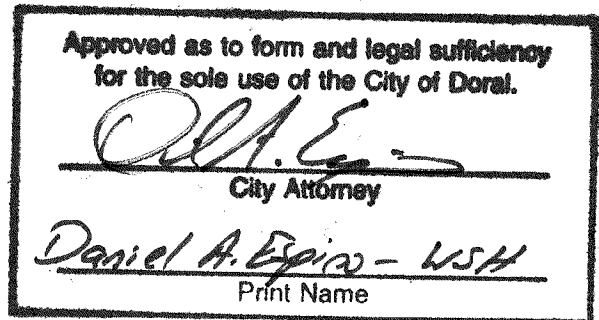 Approved as to form and legal sufficiency
for the sole use of the City of Doral.
City Attorney
Daniel A. Espino - WSH
Print Name